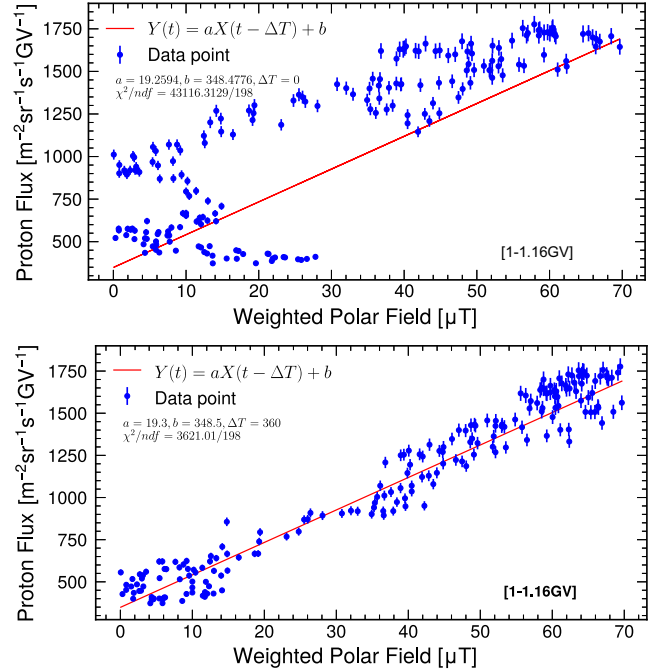 Y(t) = aX(t − ΔT) + b
Data point
a = 19.2594, b = 348.4776, ΔT = 0
χ²/ndf = 43116.3129/198
[1-1.16GV]
Proton Flux [m⁻²sr⁻¹s⁻¹GV⁻¹]
1750
1500
1250
1000
750
500
0 10 20 30 40 50 60 70
Weighted Polar Field [μT]
Y(t) = aX(t − ΔT) + b
Data point
a = 19.3, b = 348.5, ΔT = 360
χ²/ndf = 3621.01/198
[1-1.16GV]
Proton Flux [m⁻²sr⁻¹s⁻¹GV⁻¹]
1750
1500
1250
1000
750
500
0 10 20 30 40 50 60 70
Weighted Polar Field [μT]